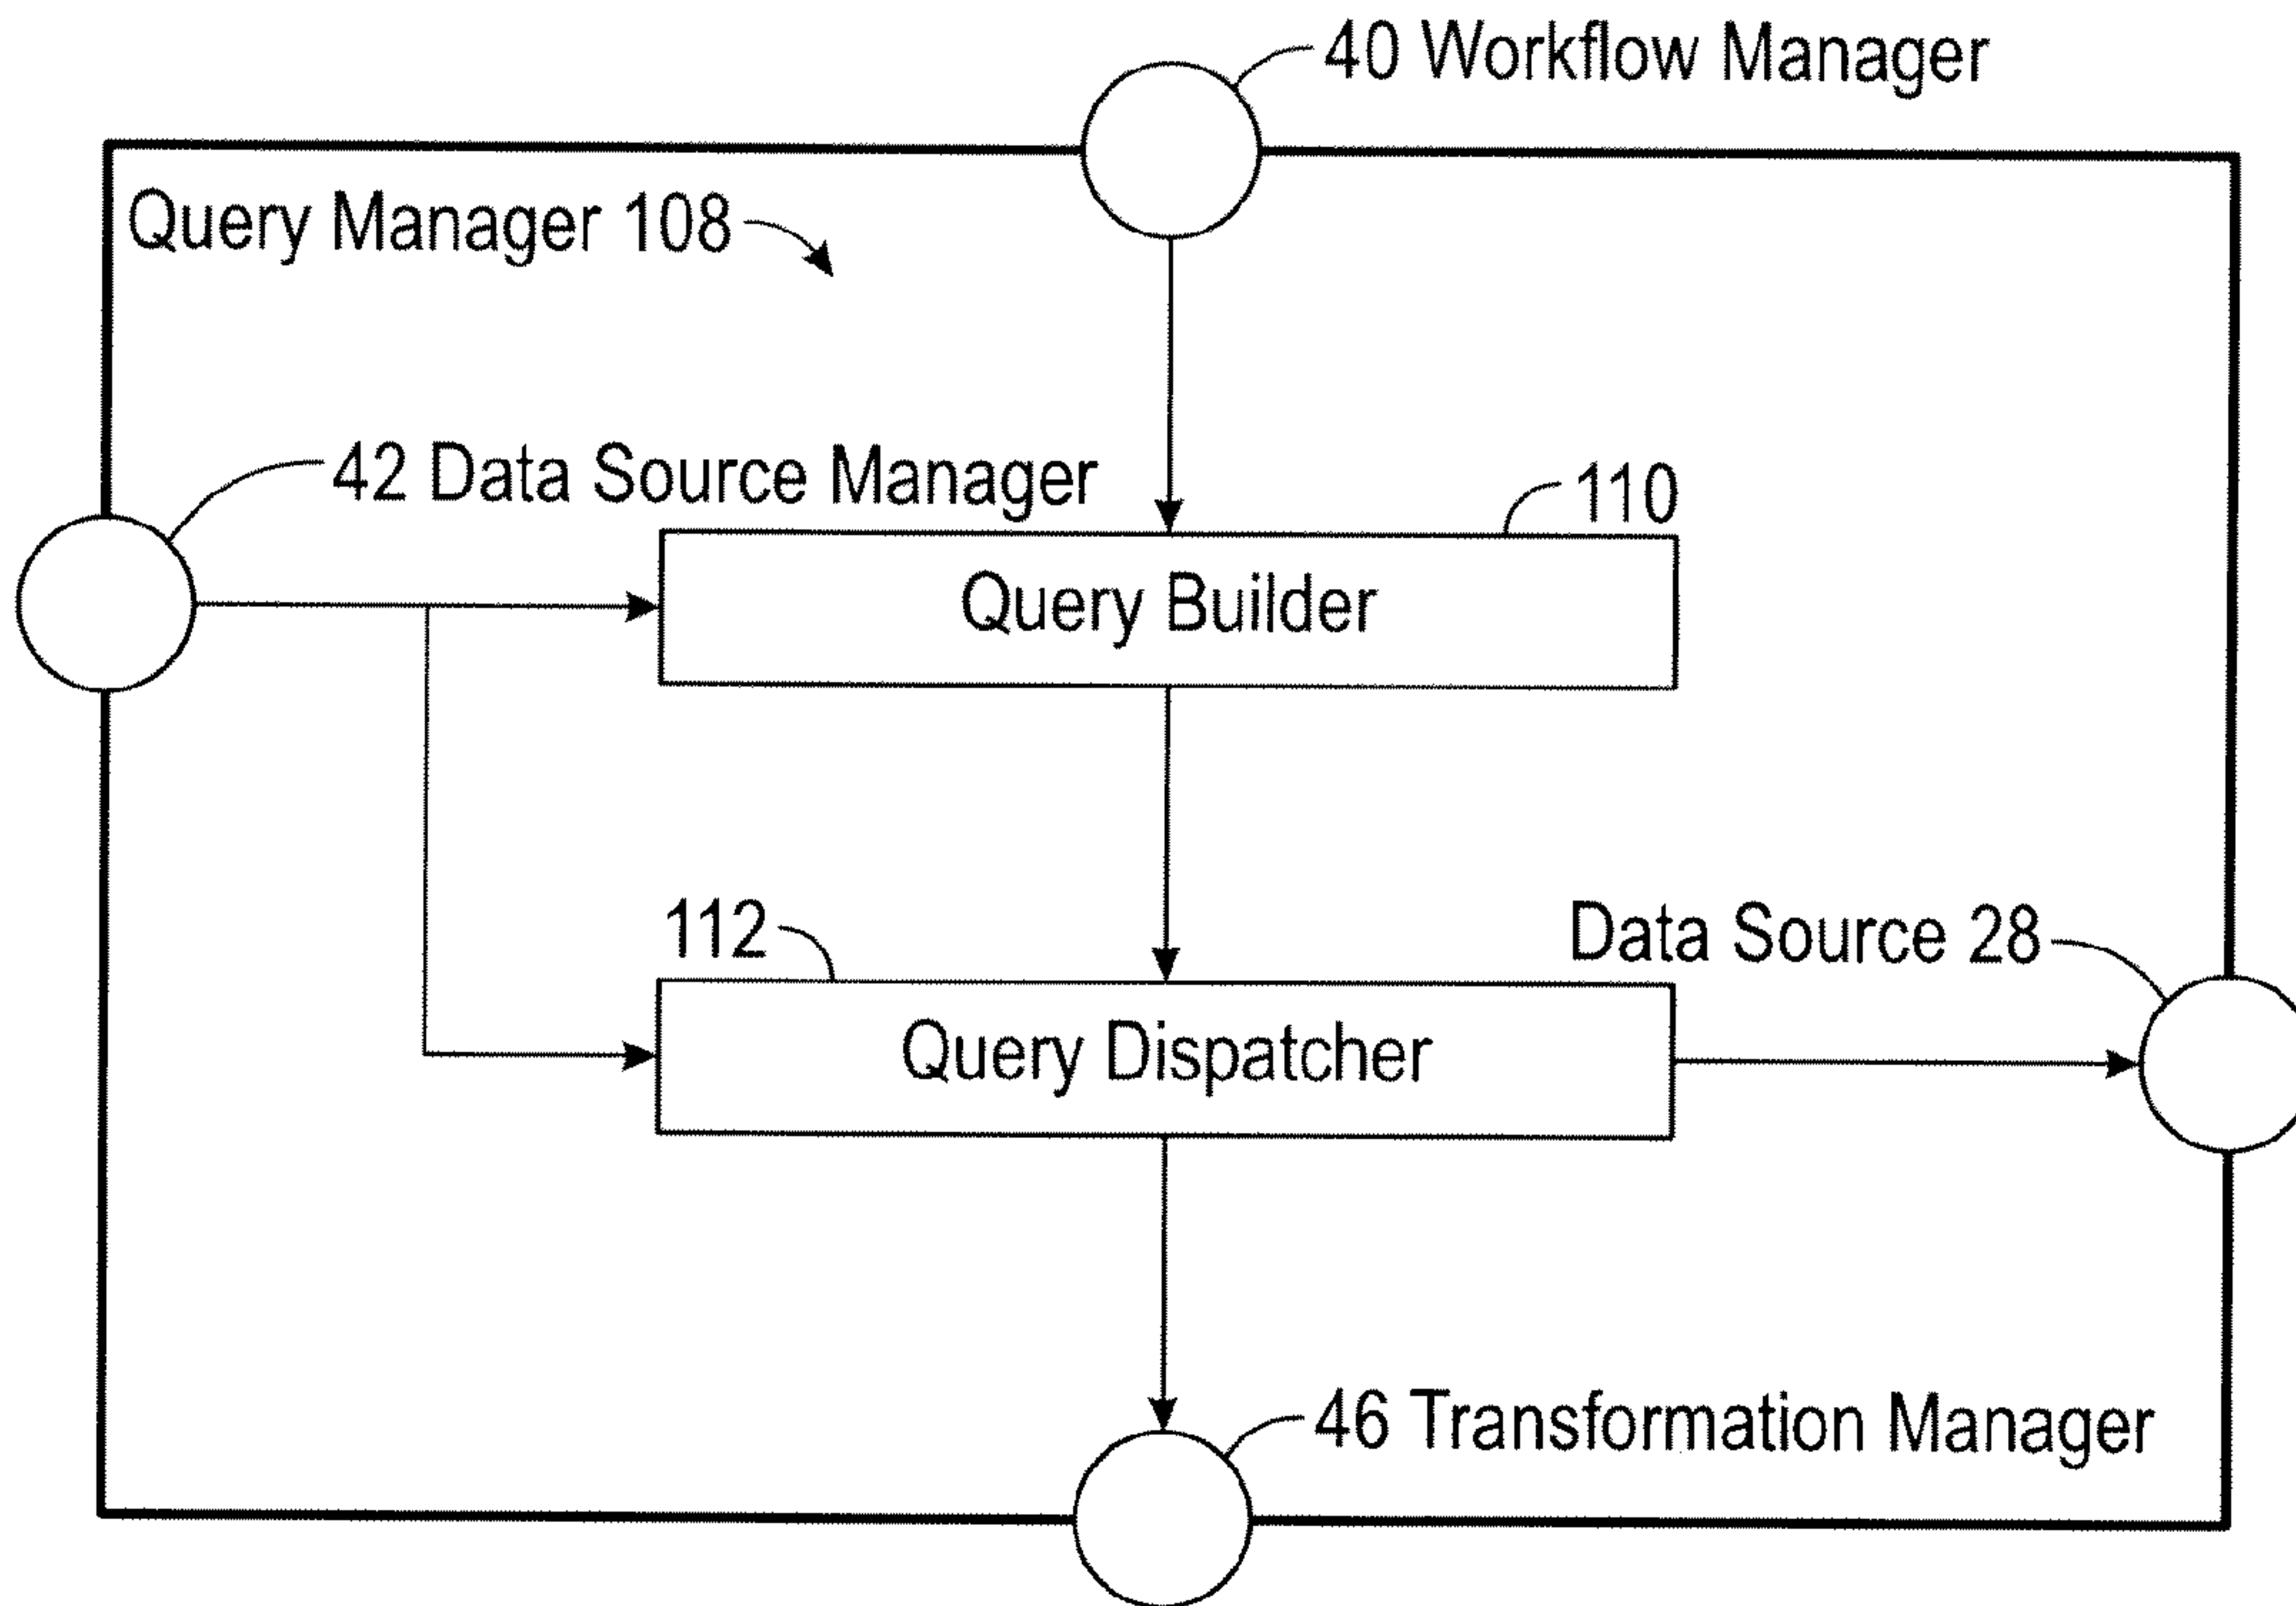 40 Workflow Manager
Query Manager 108
42 Data Source Manager
110
Query Builder
112
Data Source 28
Query Dispatcher
46 Transformation Manager